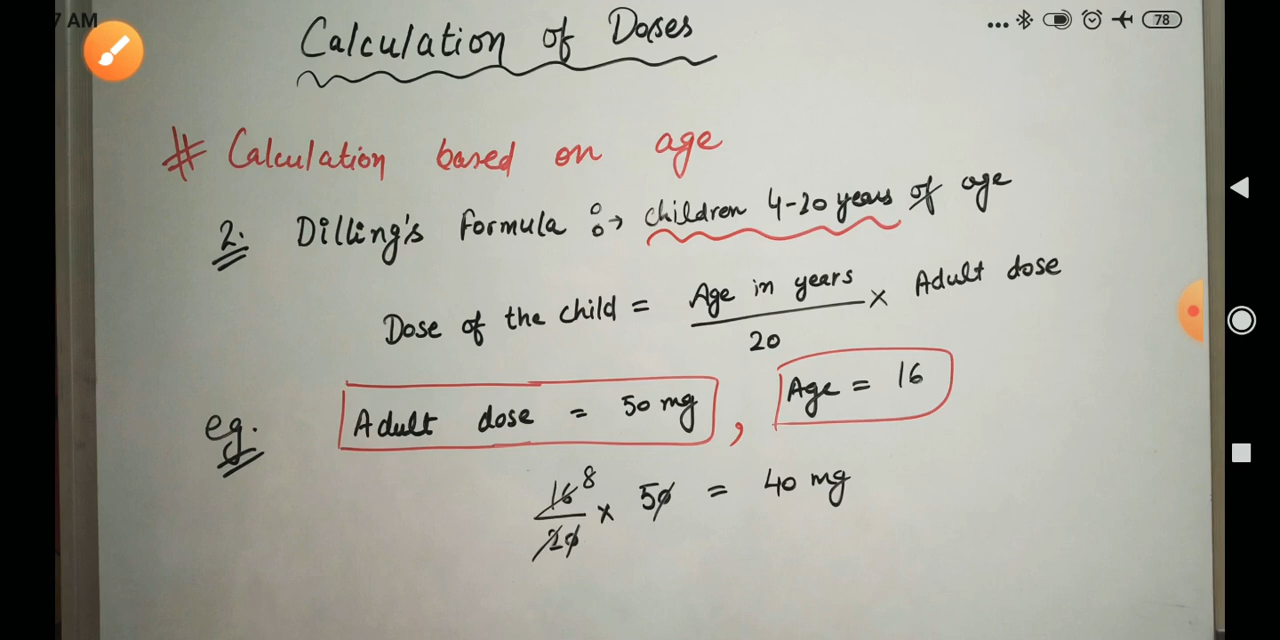 7 AM
78
Calculation of Doses
# Calculation based on age
2. Dilling's Formula :→ children 4-20 years of age
Dose of the child = Age in years / 20 x Adult dose
eg. Adult dose = 50 mg , Age = 16
16 8 / 20 x 50 = 40 mg